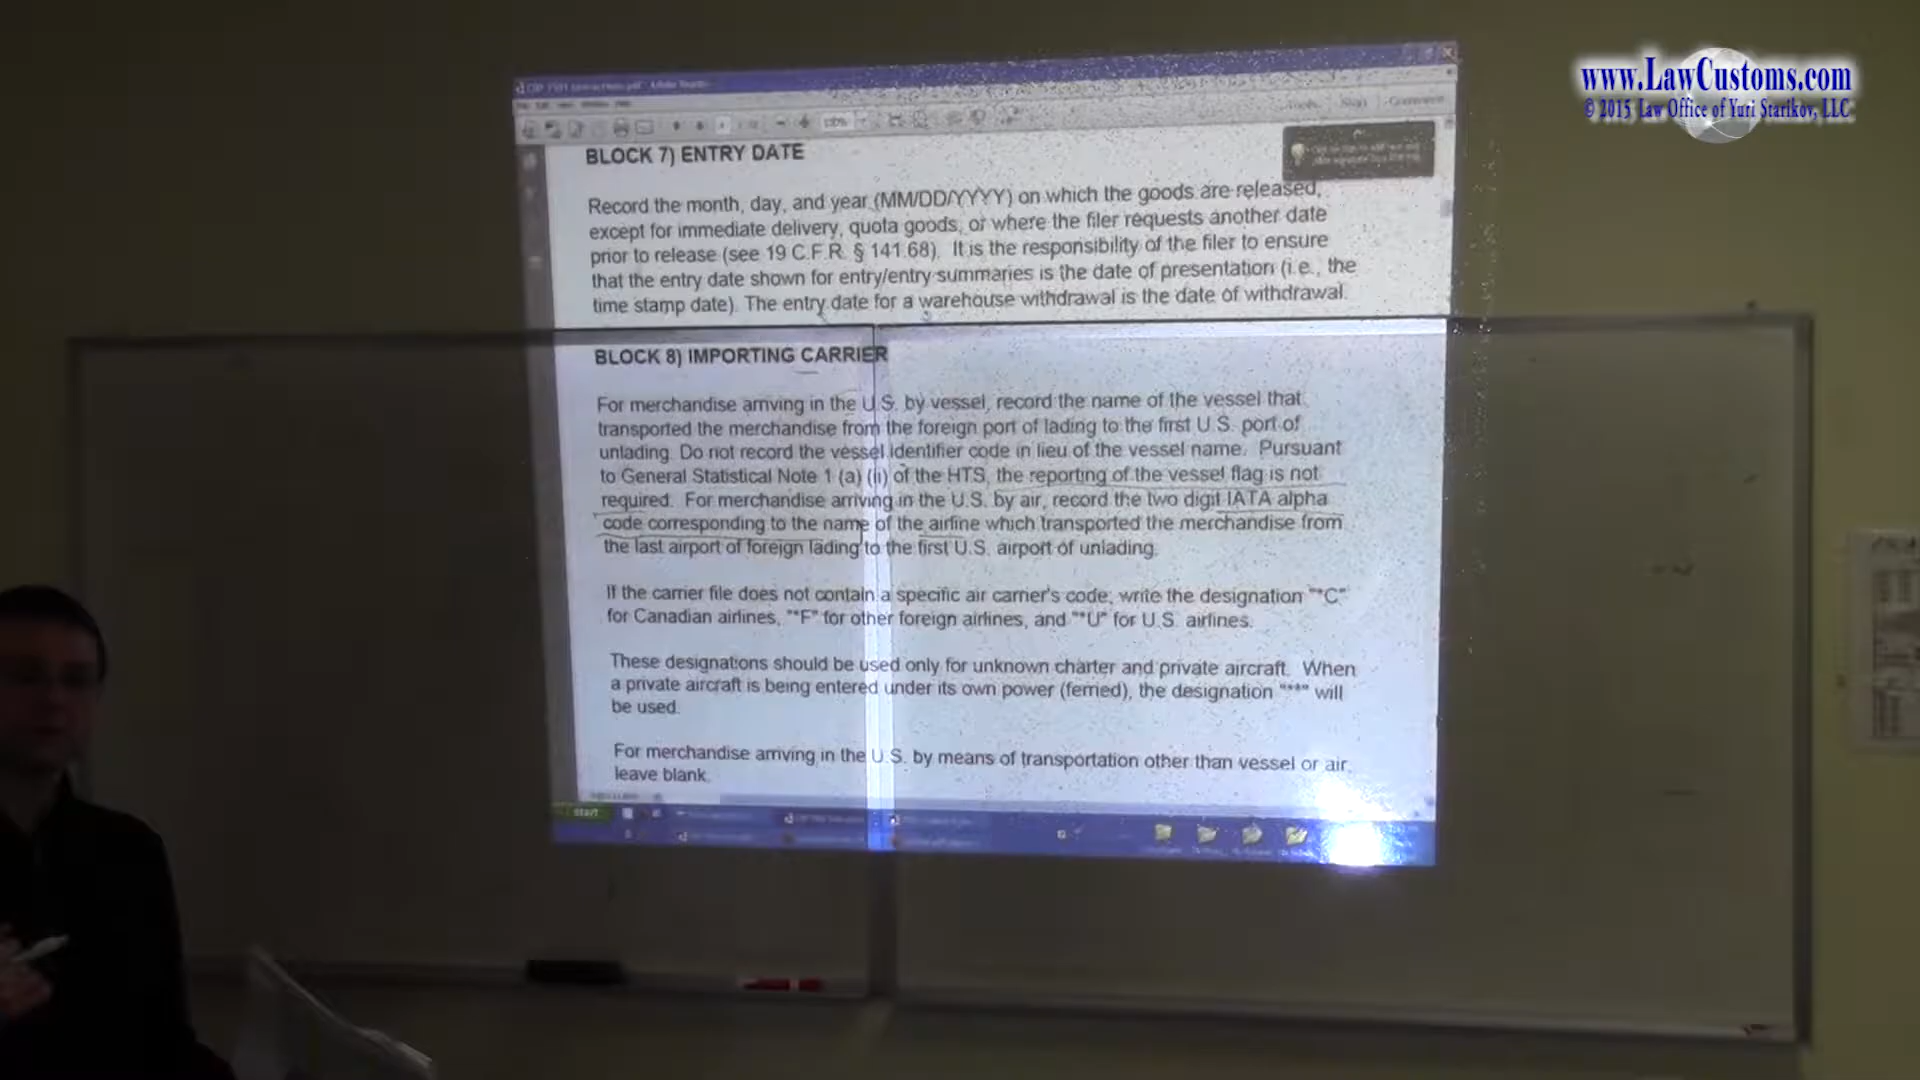 www.LawCustoms.com
© 2015 Law Office of Yuri Starikov, LLC
Tools Sign Comment
BLOCK 7) ENTRY DATE
Record the month, day, and year (MM/DD/YYYY) on which the goods are released,
except for immediate delivery, quota goods, or where the filer requests another date
prior to release (see 19 C.F.R. § 141.68). It is the responsibility of the filer to ensure
that the entry date shown for entry/entry summaries is the date of presentation (i.e., the
time stamp date). The entry date for a warehouse withdrawal is the date of withdrawal.
BLOCK 8) IMPORTING CARRIER
For merchandise arriving in the U.S. by vessel, record the name of the vessel that
transported the merchandise from the foreign port of lading to the first U.S. port of
unlading. Do not record the vessel identifier code in lieu of the vessel name. Pursuant
to General Statistical Note 1 (a) (ii) of the HTS, the reporting of the vessel flag is not
required. For merchandise arriving in the U.S. by air, record the two digit IATA alpha
code corresponding to the name of the airline which transported the merchandise from
the last airport of foreign lading to the first U.S. airport of unlading.
If the carrier file does not contain a specific air carrier's code, write the designation "*C"
for Canadian airlines, "*F" for other foreign airlines, and "*U" for U.S. airlines.
These designations should be used only for unknown charter and private aircraft. When
a private aircraft is being entered under its own power (ferried), the designation "**" will
be used.
For merchandise arriving in the U.S. by means of transportation other than vessel or air,
leave blank.
start